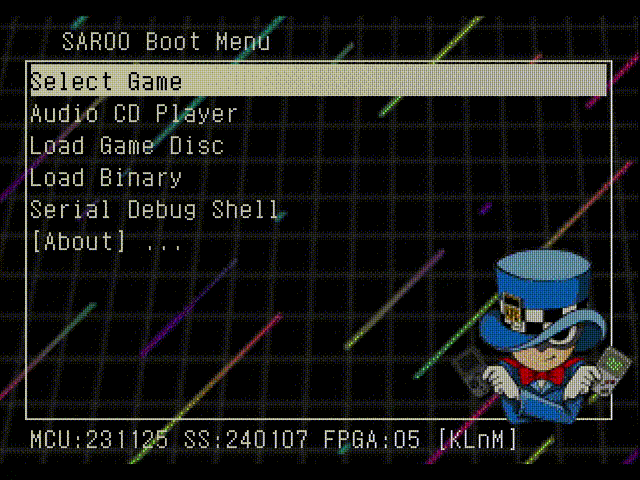 SAROO Boot Menu
Select Game
Audio CD Player
Load Game Disc
Load Binary
Serial Debug Shell
[About] ...
MCU:231125 SS:240107 FPGA:05 [KLnM]